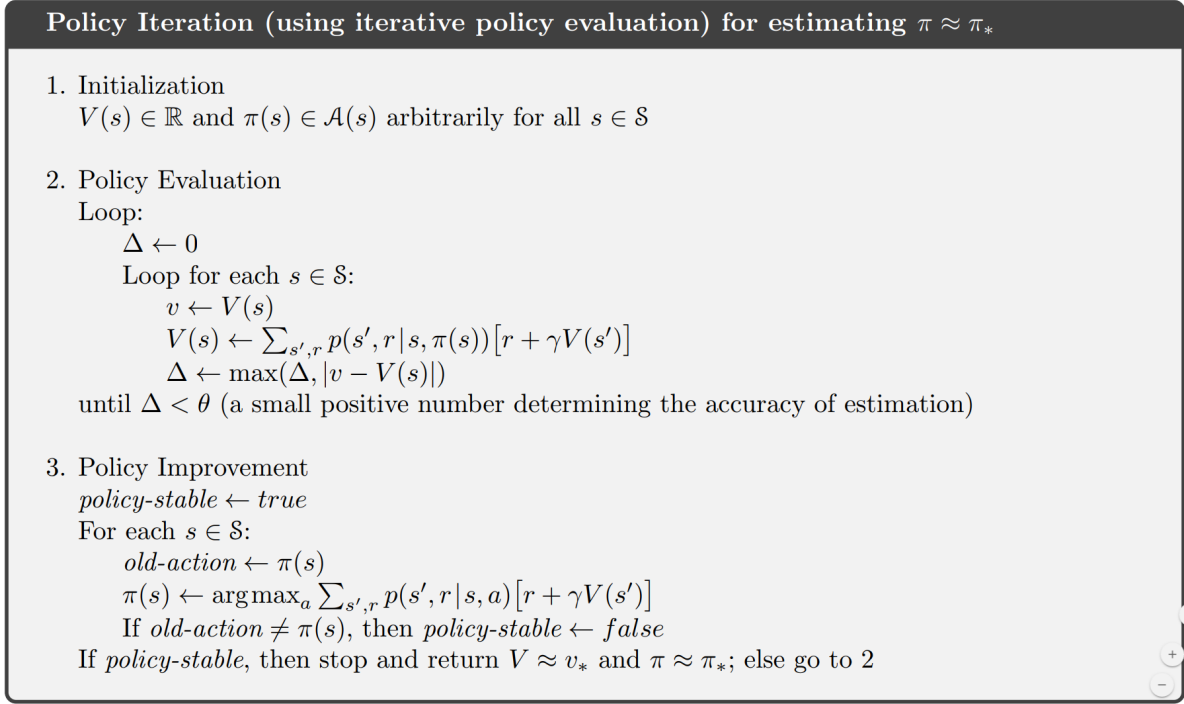 Policy Iteration (using iterative policy evaluation) for estimating π ≈ π∗
1. Initialization
V(s) ∈ ℝ and π(s) ∈ 𝒜(s) arbitrarily for all s ∈ 𝒮
2. Policy Evaluation
Loop:
Δ ← 0
Loop for each s ∈ 𝒮:
v ← V(s)
V(s) ← ∑s′,r p(s′, r|s, π(s))[r + γV(s′)]
Δ ← max(Δ, |v − V(s)|)
until Δ < θ (a small positive number determining the accuracy of estimation)
3. Policy Improvement
policy-stable ← true
For each s ∈ 𝒮:
old-action ← π(s)
π(s) ← argmaxa ∑s′,r p(s′, r|s, a)[r + γV(s′)]
If old-action ≠ π(s), then policy-stable ← false
If policy-stable, then stop and return V ≈ v∗ and π ≈ π∗; else go to 2